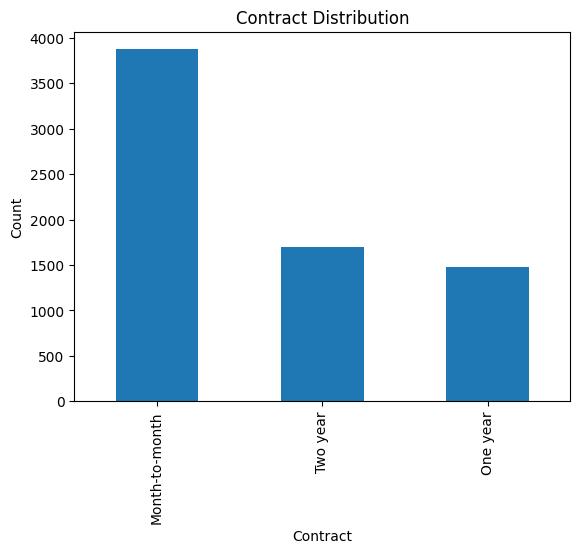 Contract Distribution
4000
3500
3000
2500
2000
1500
1000
500
0
Count
Month-to-month
Two year
One year
Contract